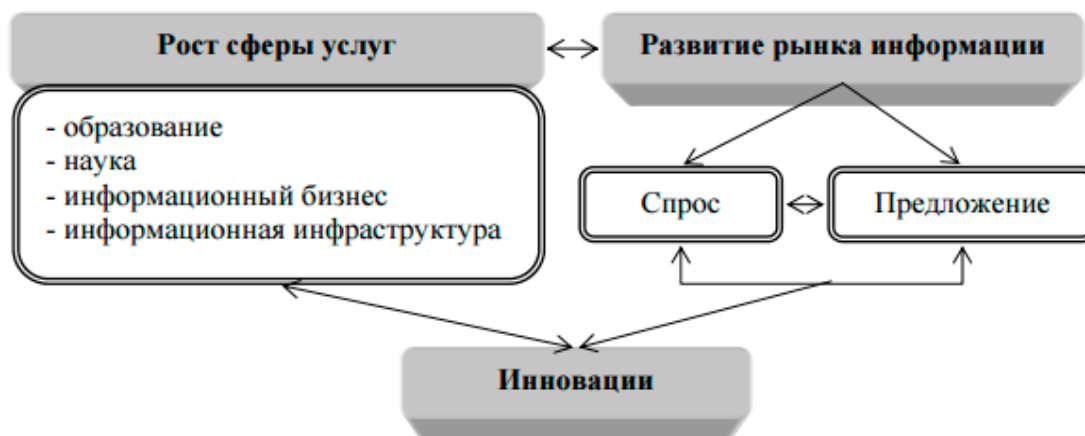 Рост сферы услуг
Развитие рынка информации
- образование
- наука
- информационный бизнес
- информационная инфраструктура
Спрос
Предложение
Инновации